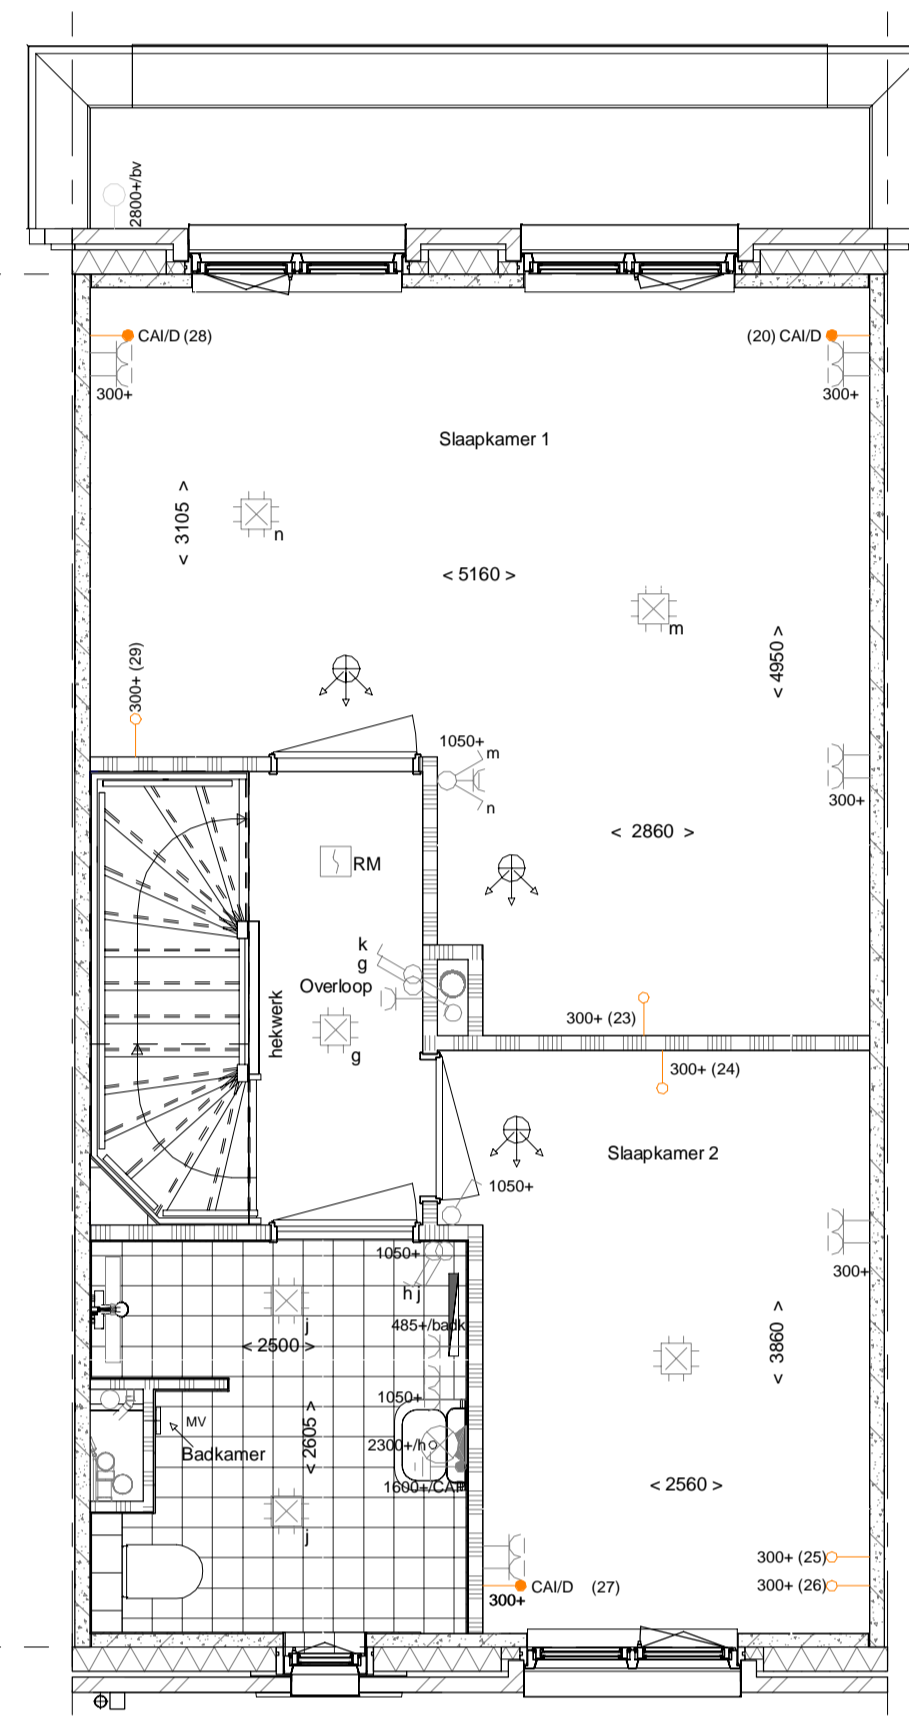 2800+/bv
CAI/D (28)
(20) CAI/D
300+
300+
Slaapkamer 1
< 3105 >
n
< 5160 >
m
< 4950 >
300+ (29)
1050+
m
n
300+
< 2860 >
RM
k
g
Overloop
hekwerk
g
300+ (23)
300+ (24)
Slaapkamer 2
1050+
1050+
h j
300+
j
485+/badk
< 2500 >
< 3860 >
1050+
MV
Badkamer
< 2605 >
2300+/h
1600+/CAI
< 2560 >
j
300+ (25)
CAI/D (27)
300+ (26)
300+